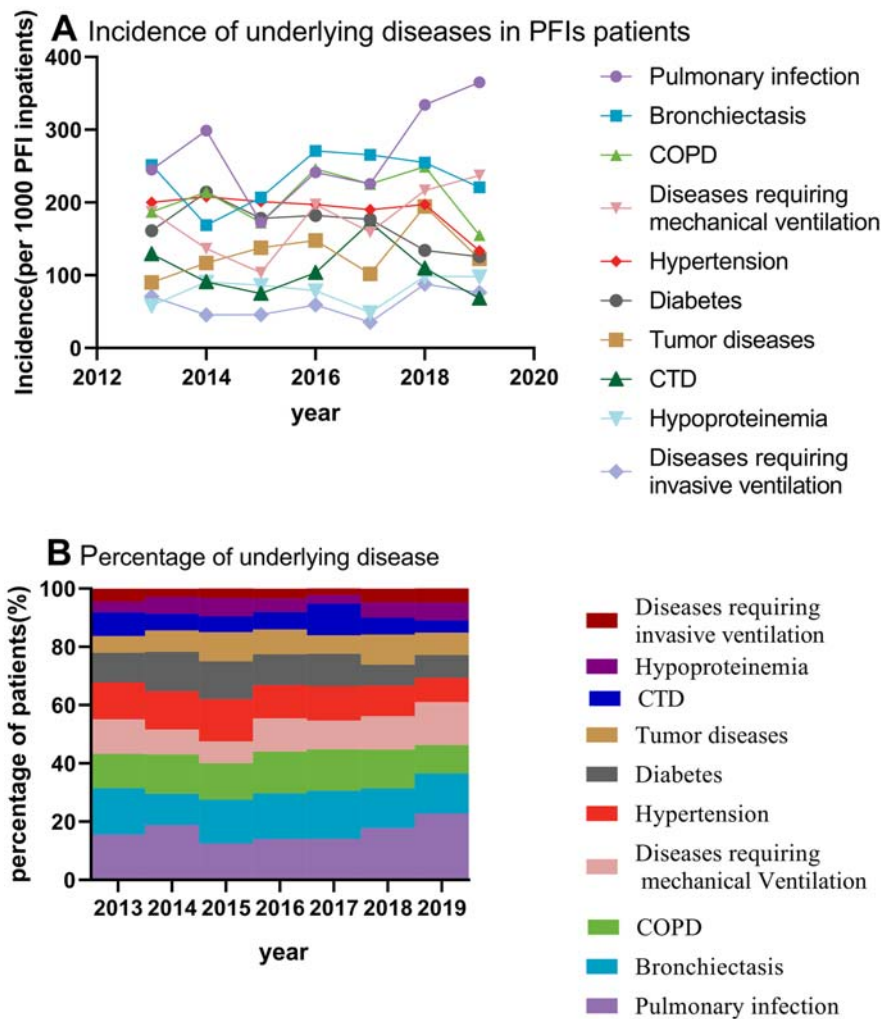 A Incidence of underlying diseases in PFIs patients
Incidence(per 1000 PFI inpatients)
400
300
200
100
0
2012 2014 2016 2018 2020
year
Pulmonary infection
Bronchiectasis
COPD
Diseases requiring
mechanical ventilation
Hypertension
Diabetes
Tumor diseases
CTD
Hypoproteinemia
Diseases requiring
invasive ventilation
B Percentage of underlying disease
percentage of patients(%)
100
80
60
40
20
0
2013 2014 2015 2016 2017 2018 2019
year
Diseases requiring
invasive ventilation
Hypoproteinemia
CTD
Tumor diseases
Diabetes
Hypertension
Diseases requiring
mechanical Ventilation
COPD
Bronchiectasis
Pulmonary infection